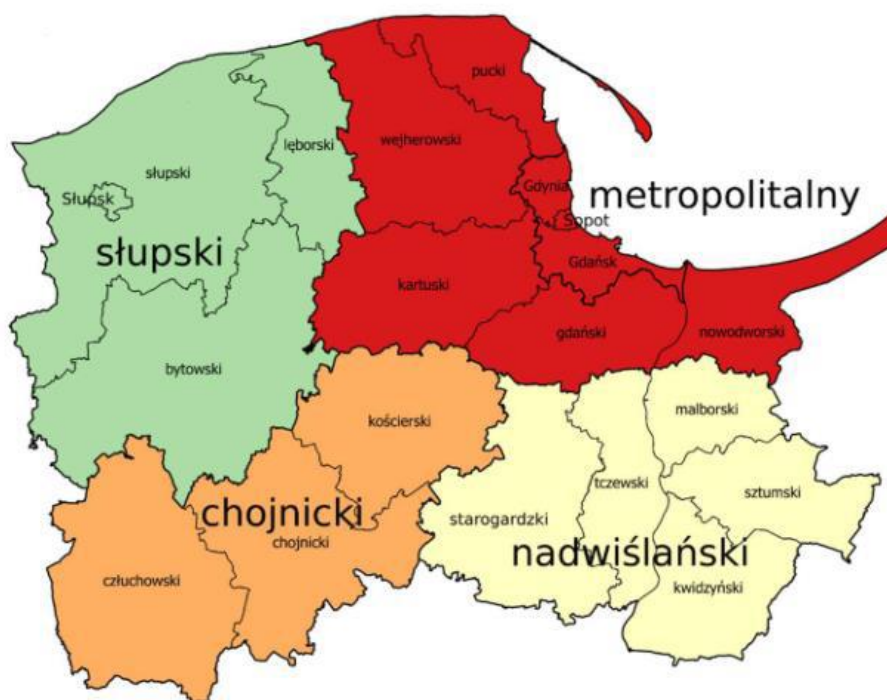 pucki
wejherowski
lęborski
słupski
Słupsk
Gdynia
metropolitalny
Sopot
słupski
Gdańsk
kartuski
gdański
nowodworski
bytowski
malborski
kościerski
tczewski
sztumski
chojnicki
starogardzki
chojnicki
nadwiślański
człuchowski
kwidzyński